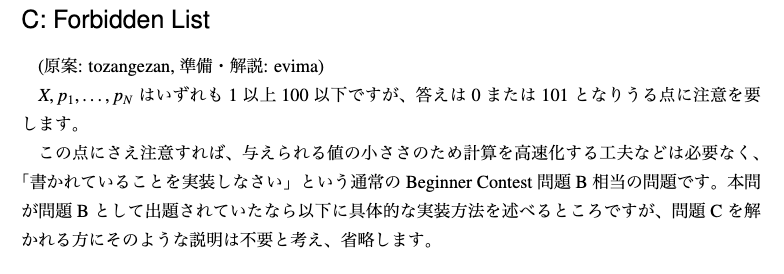 C: Forbidden List
(原案: tozangezan, 準備・解説: evima)
X, p1, . . . , pN はいずれも 1 以上 100 以下ですが、答えは 0 または 101 となりうる点に注意を要
します。
この点にさえ注意すれば、与えられる値の小ささのため計算を高速化する工夫などは必要なく、
「書かれていることを実装しなさい」という通常の Beginner Contest 問題 B 相当の問題です。本問
が問題 B として出題されていたなら以下に具体的な実装方法を述べるところですが、問題 C を解
かれる方にそのような説明は不要と考え、省略します。